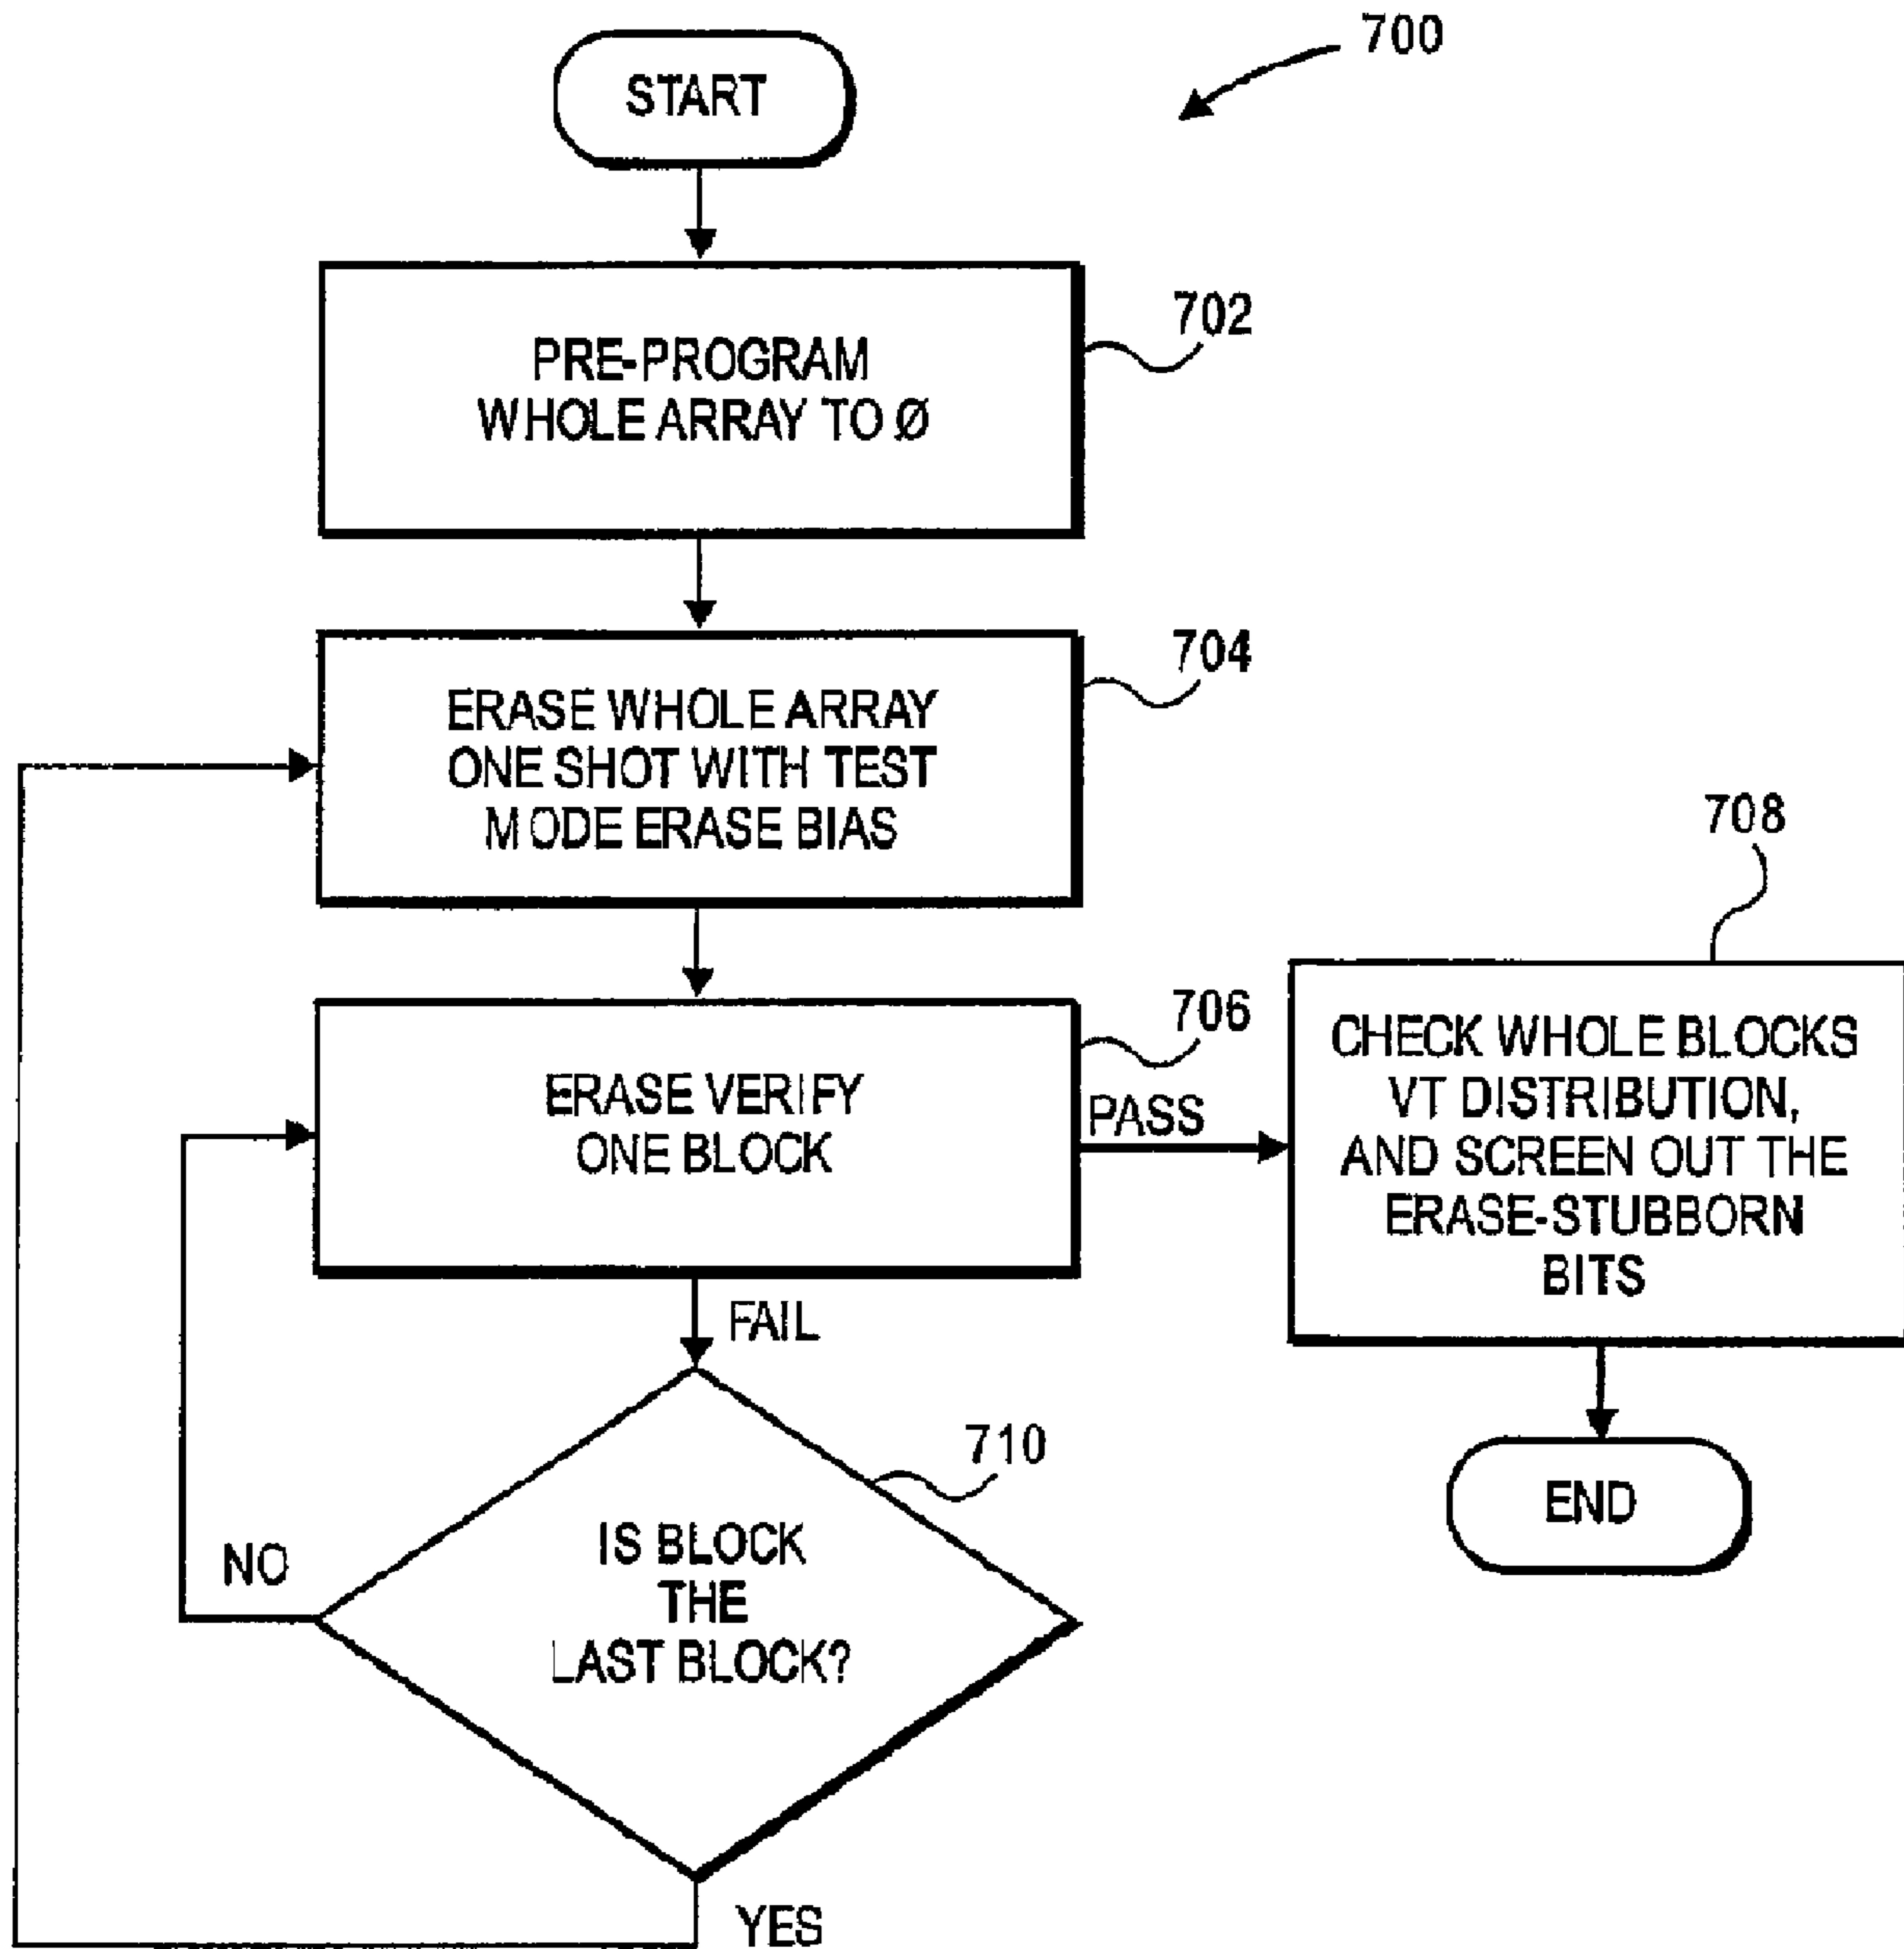 700
START
702
PRE-PROGRAM
WHOLE ARRAY TO Ø
704
ERASE WHOLE ARRAY
ONE SHOT WITH TEST
MODE ERASE BIAS
706
ERASE VERIFY
ONE BLOCK
PASS
708
CHECK WHOLE BLOCKS
VT DISTRIBUTION,
AND SCREEN OUT THE
ERASE-STUBBORN
BITS
FAIL
710
IS BLOCK
THE
LAST BLOCK?
NO
YES
END